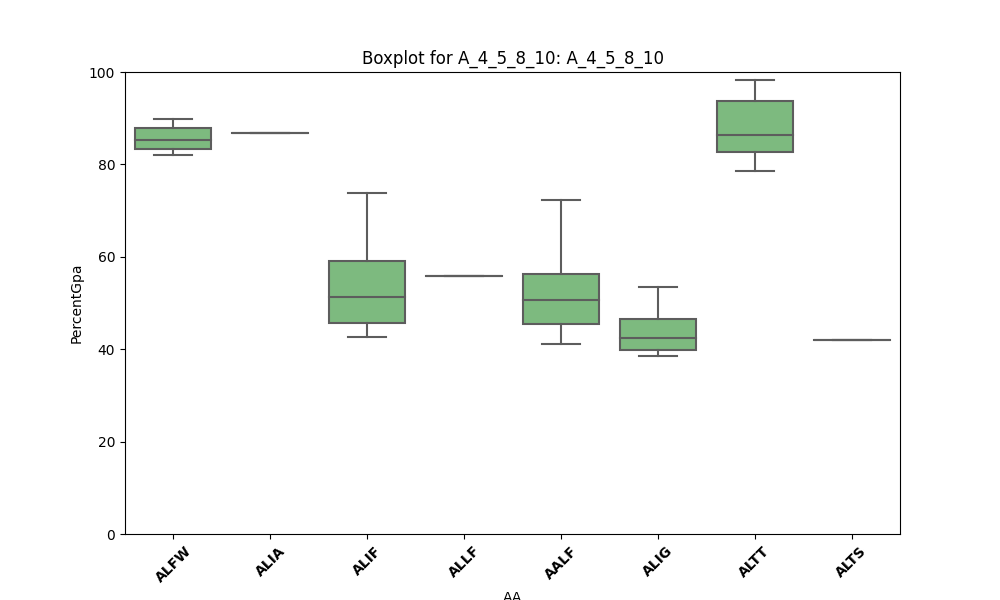 Boxplot for A_4_5_8_10: A_4_5_8_10
100
80
60
40
20
0
PercentGpa
ALFW
ALIA
ALIF
ALLF
AALF
ALIG
ALTT
ALTS
AA